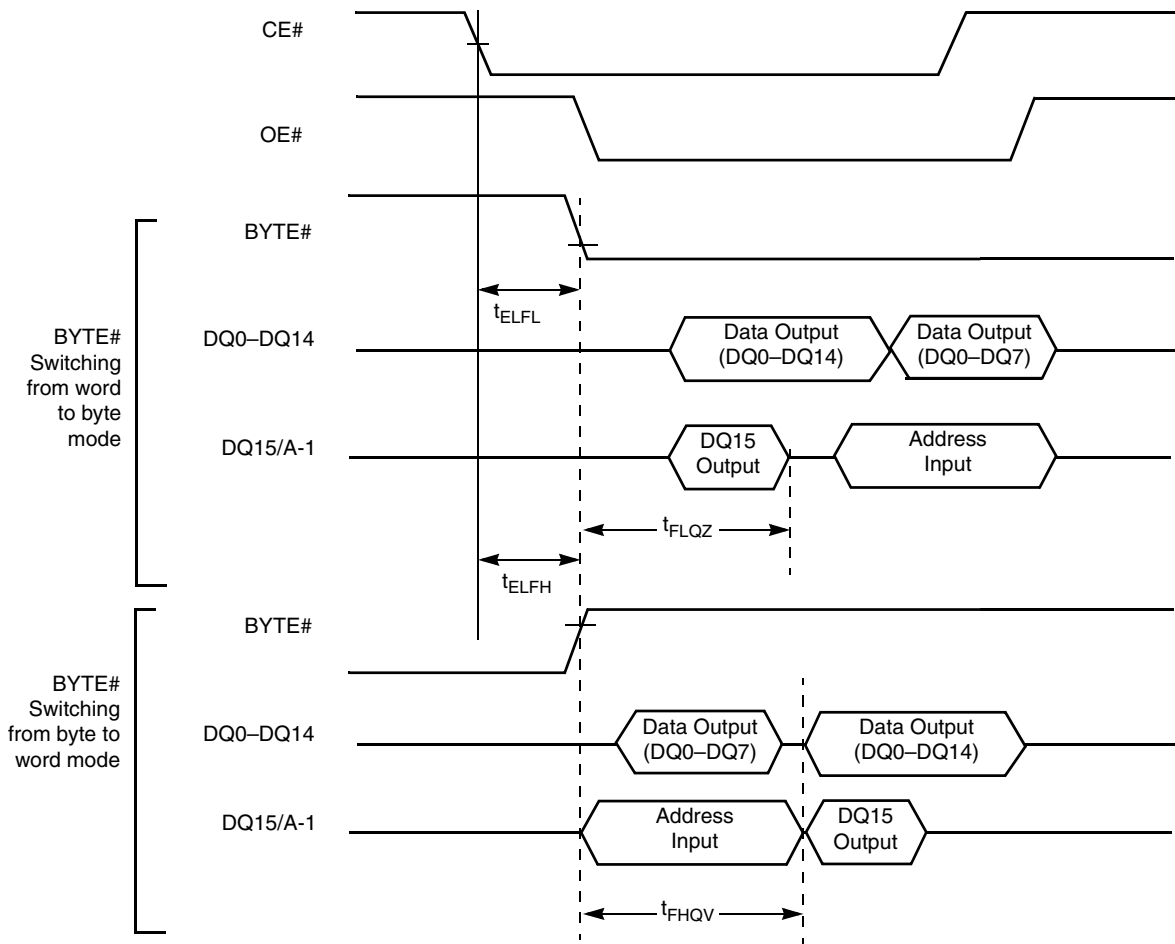 CE#
OE#
BYTE#
Switching
from word
to byte
mode
BYTE#
tELFL
DQ0–DQ14
Data Output
(DQ0–DQ14)
Data Output
(DQ0–DQ7)
DQ15/A-1
DQ15
Output
Address
Input
tFLQZ
tELFH
BYTE#
Switching
from byte to
word mode
BYTE#
DQ0–DQ14
Data Output
(DQ0–DQ7)
Data Output
(DQ0–DQ14)
DQ15/A-1
Address
Input
DQ15
Output
tFHQV